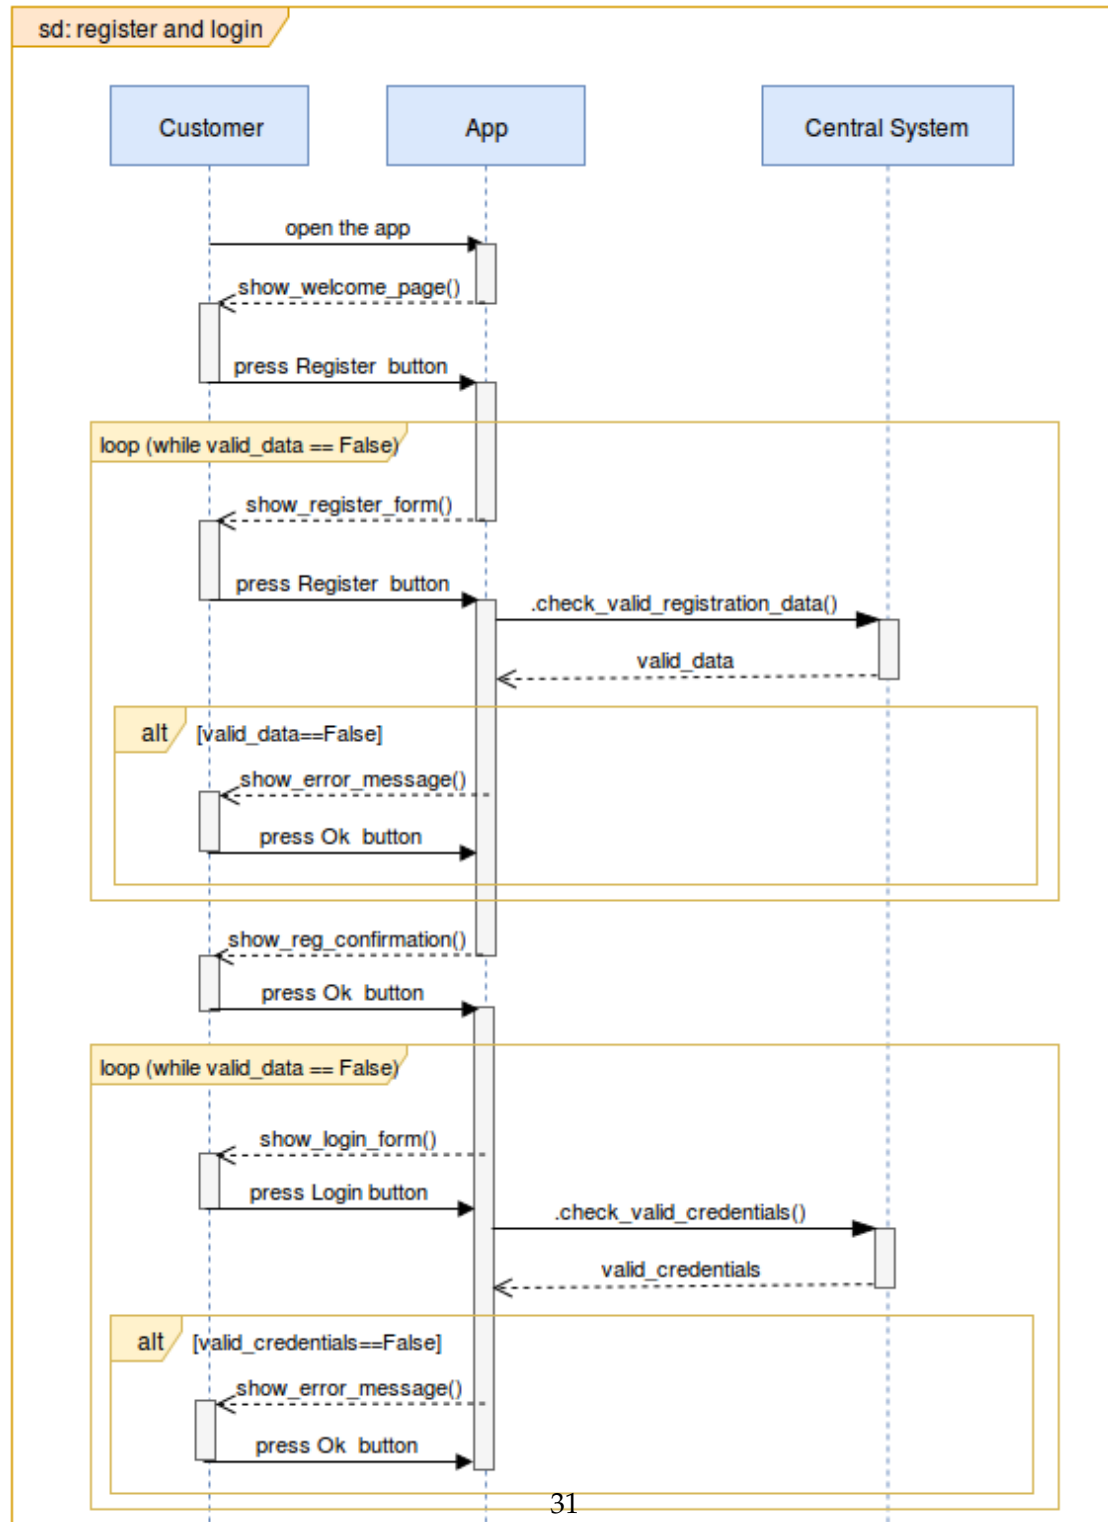 sd: register and login
Customer
App
Central System
open the app
show_welcome_page()
press Register button
loop (while valid_data == False)
show_register_form()
press Register button
.check_valid_registration_data()
valid_data
alt [valid_data==False]
show_error_message()
press Ok button
show_reg_confirmation()
press Ok button
loop (while valid_data == False)
show_login_form()
press Login button
.check_valid_credentials()
valid_credentials
alt [valid_credentials==False]
show_error_message()
press Ok button
31